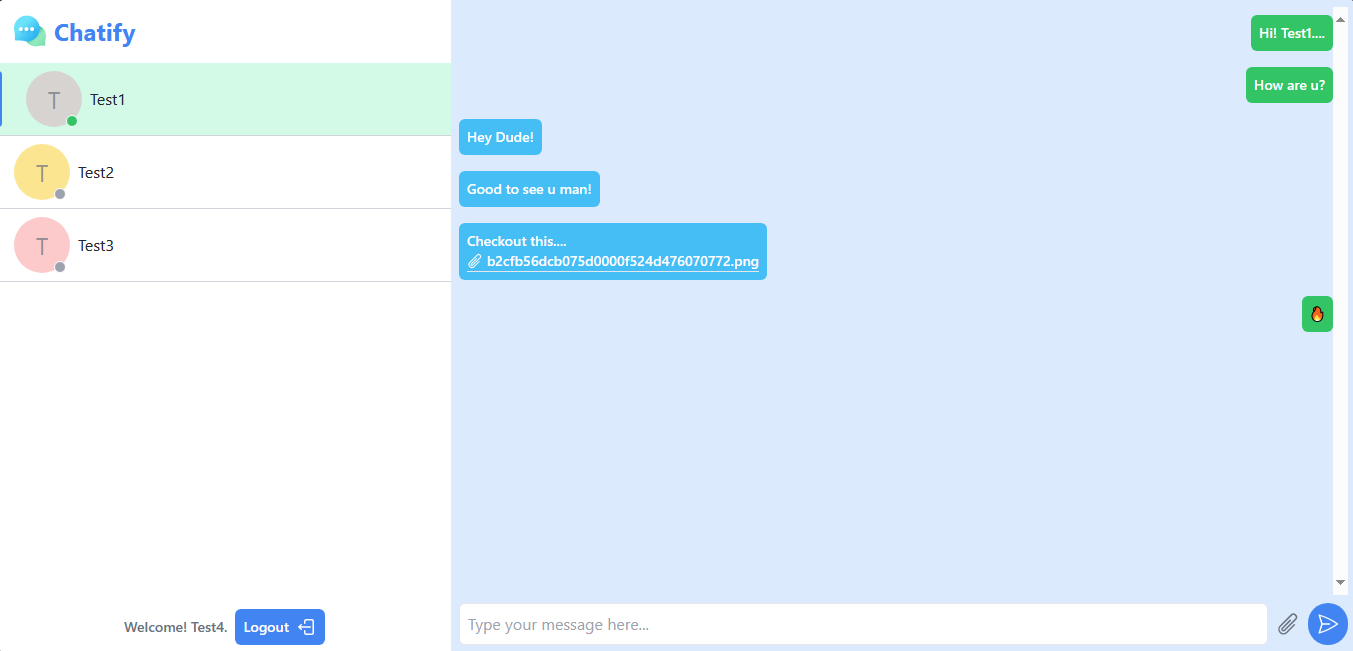 Chatify
T
Test1
T
Test2
T
Test3
Welcome! Test4.
Logout
Hi! Test1....
How are u?
Hey Dude!
Good to see u man!
Checkout this....
b2cfb56dcb075d0000f524d476070772.png
🔥
Type your message here...